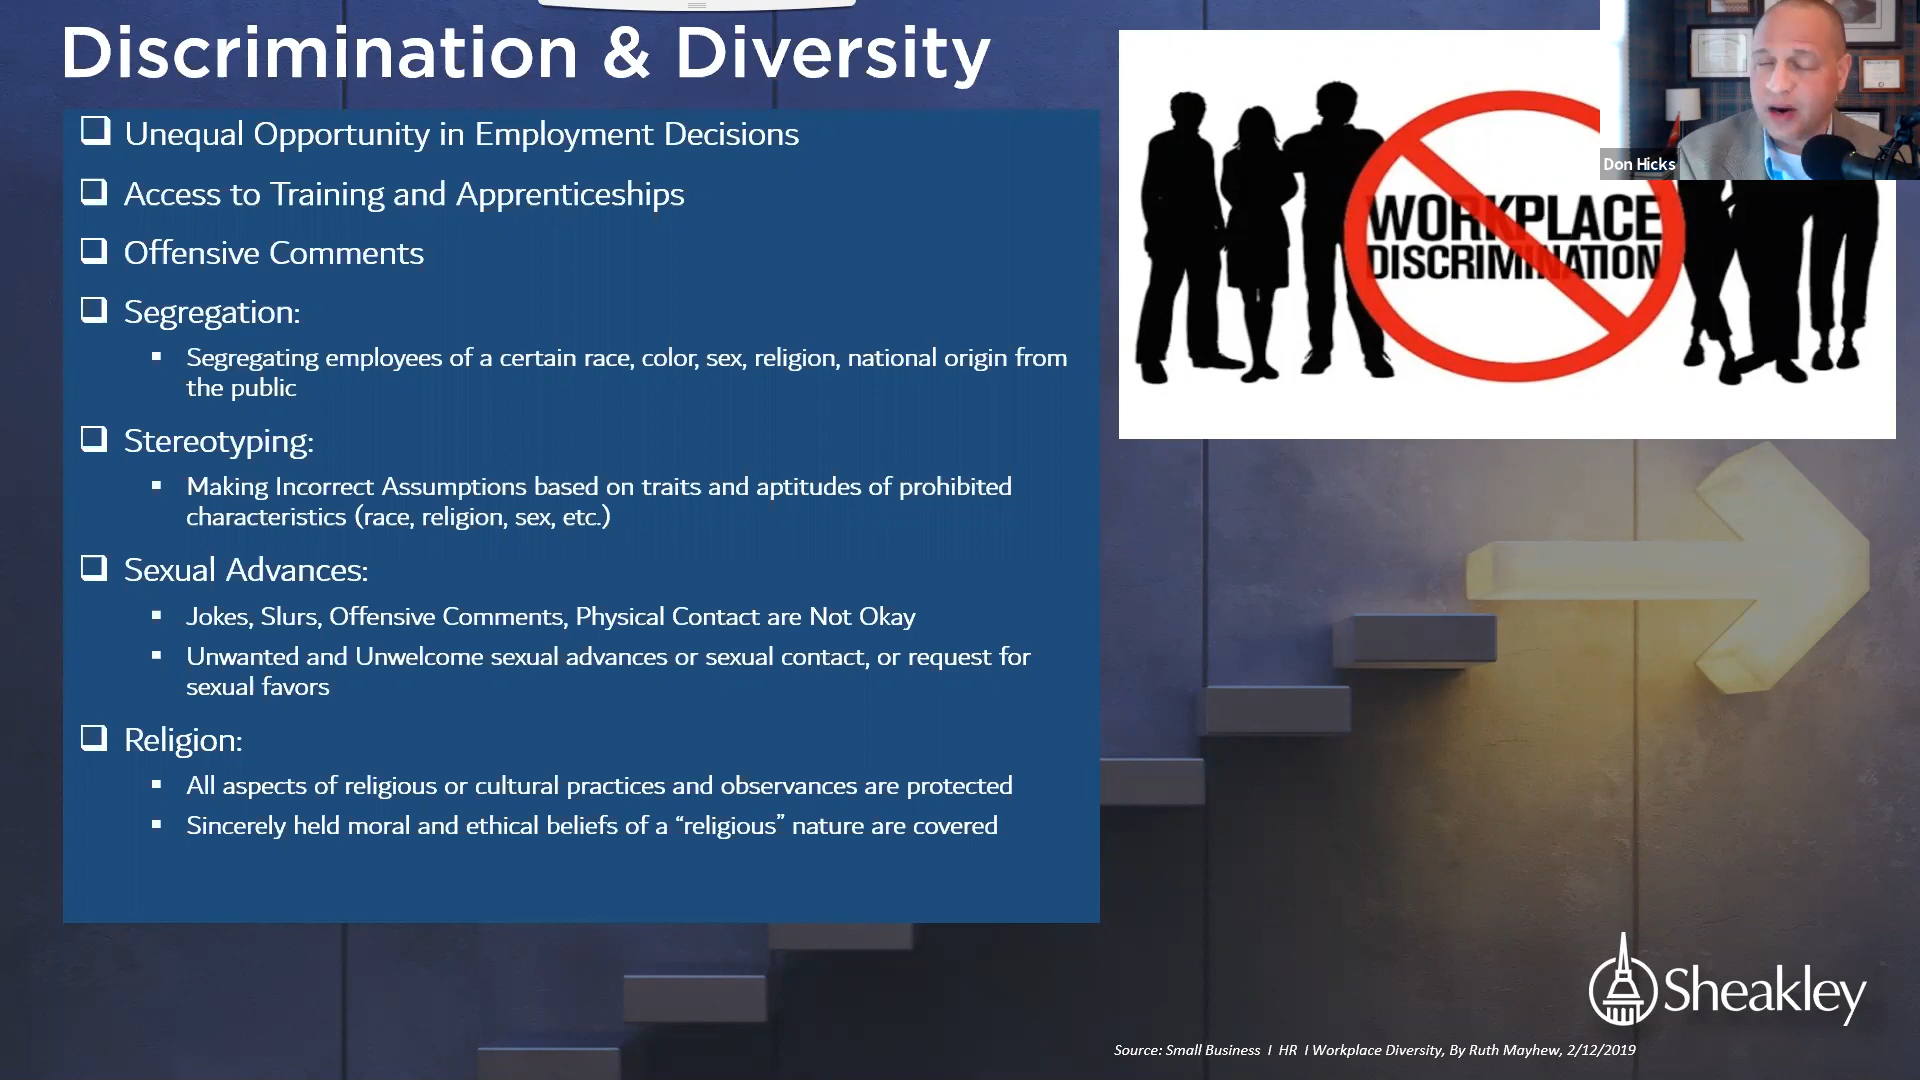 Discrimination & Diversity
Unequal Opportunity in Employment Decisions
Access to Training and Apprenticeships
Offensive Comments
Segregation:
Segregating employees of a certain race, color, sex, religion, national origin from
the public
Stereotyping:
Making Incorrect Assumptions based on traits and aptitudes of prohibited
characteristics (race, religion, sex, etc.)
Sexual Advances:
Jokes, Slurs, Offensive Comments, Physical Contact are Not Okay
Unwanted and Unwelcome sexual advances or sexual contact, or request for
sexual favors
Religion:
All aspects of religious or cultural practices and observances are protected
Sincerely held moral and ethical beliefs of a “religious” nature are covered
WORKPLACE
DISCRIMINATION
Don Hicks
Sheakley
Source: Small Business I HR I Workplace Diversity, By Ruth Mayhew, 2/12/2019